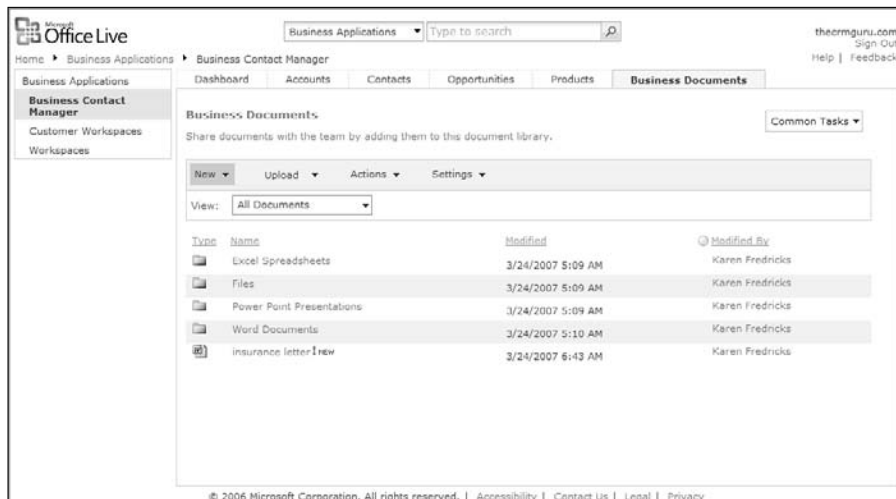 Microsoft
Office Live
Business Applications
Type to search
thecrmguru.com
Sign Out
Help | Feedback
Home Business Applications Business Contact Manager
Business Applications
Business Contact Manager
Customer Workspaces
Workspaces
Dashboard Accounts Contacts Opportunities Products Business Documents
Business Documents
Share documents with the team by adding them to this document library.
Common Tasks
New Upload Actions Settings
View: All Documents
Type Name Modified Modified By
Excel Spreadsheets 3/24/2007 5:09 AM Karen Fredricks
Files 3/24/2007 5:09 AM Karen Fredricks
Power Point Presentations 3/24/2007 5:09 AM Karen Fredricks
Word Documents 3/24/2007 5:10 AM Karen Fredricks
insurance letter ! NEW 3/24/2007 6:43 AM Karen Fredricks
© 2006 Microsoft Corporation. All rights reserved. | Accessibility | Contact Us | Legal | Privacy